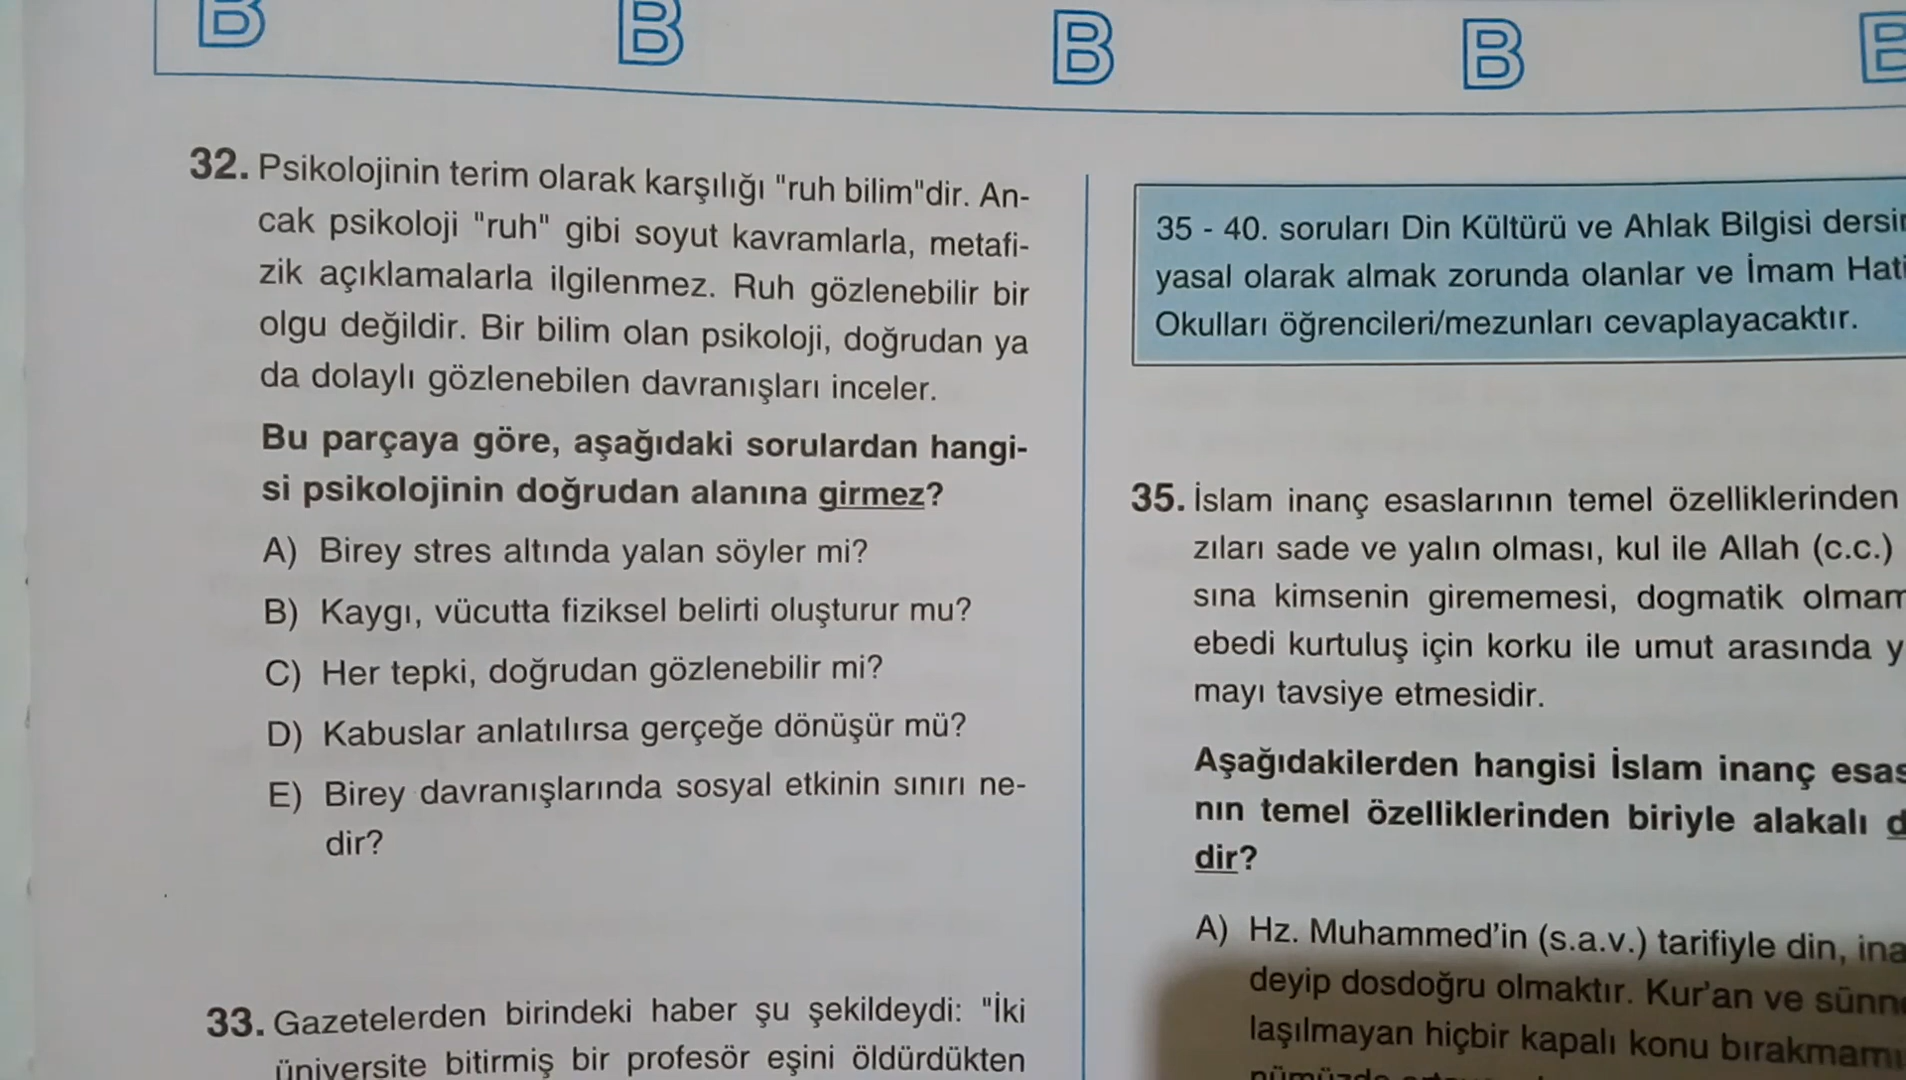 B B B B B
32. Psikolojinin terim olarak karşılığı "ruh bilim"dir. An-
cak psikoloji "ruh" gibi soyut kavramlarla, metafi-
zik açıklamalarla ilgilenmez. Ruh gözlenebilir bir
olgu değildir. Bir bilim olan psikoloji, doğrudan ya
da dolaylı gözlenebilen davranışları inceler.
Bu parçaya göre, aşağıdaki sorulardan hangi-
si psikolojinin doğrudan alanına girmez?
A) Birey stres altında yalan söyler mi?
B) Kaygı, vücutta fiziksel belirti oluşturur mu?
C) Her tepki, doğrudan gözlenebilir mi?
D) Kabuslar anlatılırsa gerçeğe dönüşür mü?
E) Birey davranışlarında sosyal etkinin sınırı ne-
dir?
33. Gazetelerden birindeki haber şu şekildeydi: "İki
üniversite bitirmiş bir profesör eşini öldürdükten
35 - 40. soruları Din Kültürü ve Ahlak Bilgisi
yasal olarak almak zorunda olanlar ve İmam
Okulları öğrencileri/mezunları cevaplayacaktır.
35. İslam inanç esaslarının temel özelliklerinden
zıları sade ve yalın olması, kul ile Allah (c.c.)
sına kimsenin girememesi, dogmatik
ebedi kurtuluş için korku ile umut arasında
mayı tavsiye etmesidir.
Aşağıdakilerden hangisi İslam inanç
nın temel özelliklerinden biriyle alakalı
dir?
A) Hz. Muhammed'in (s.a.v.) tarifiyle din,
deyip dosdoğru olmaktır. Kur'an ve
laşılmayan hiçbir kapalı konu